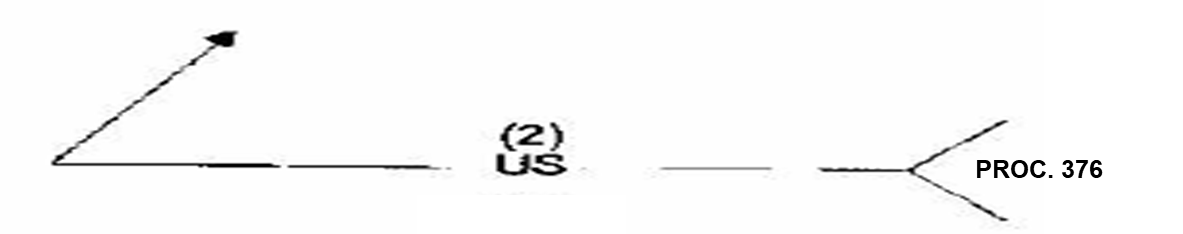 (2)
US
PROC. 376